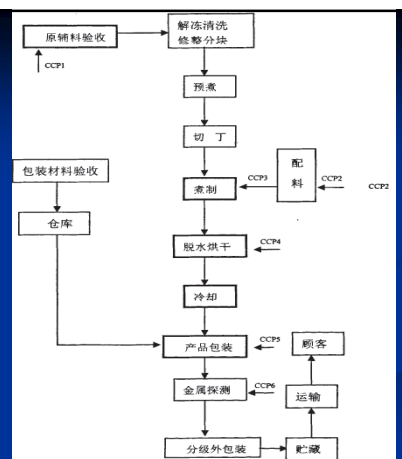 解冻清洗
修整分块
原辅料验收
CCP1
预煮
切 丁
配
料
CCP3
CCP2
CCP2
包装材料验收
煮制
仓库
脱水烘干
CCP4
冷却
产品包装
CCP5
顾客
金属探测
CCP6
运输
分级外包装
贮藏